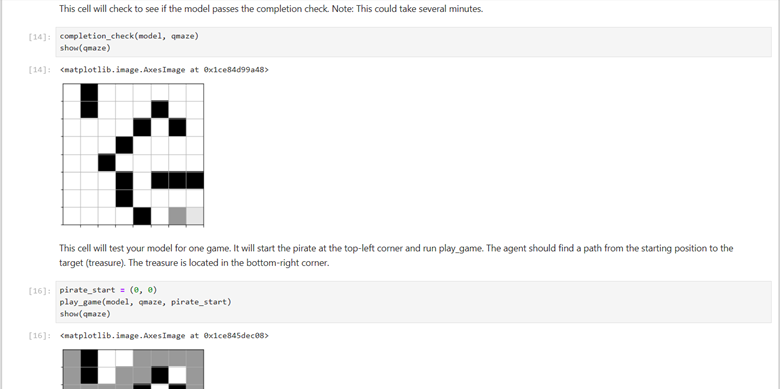 This cell will check to see if the model passes the completion check. Note: This could take several minutes.
[14]: completion_check(model, qmaze)
show(qmaze)
[14]: <matplotlib.image.AxesImage at 0x1ce84d99a48>
This cell will test your model for one game. It will start the pirate at the top-left corner and run play_game. The agent should find a path from the starting position to the
target (treasure). The treasure is located in the bottom-right corner.
[16]: pirate_start = (0, 0)
play_game(model, qmaze, pirate_start)
show(qmaze)
[16]: <matplotlib.image.AxesImage at 0x1ce845dec08>